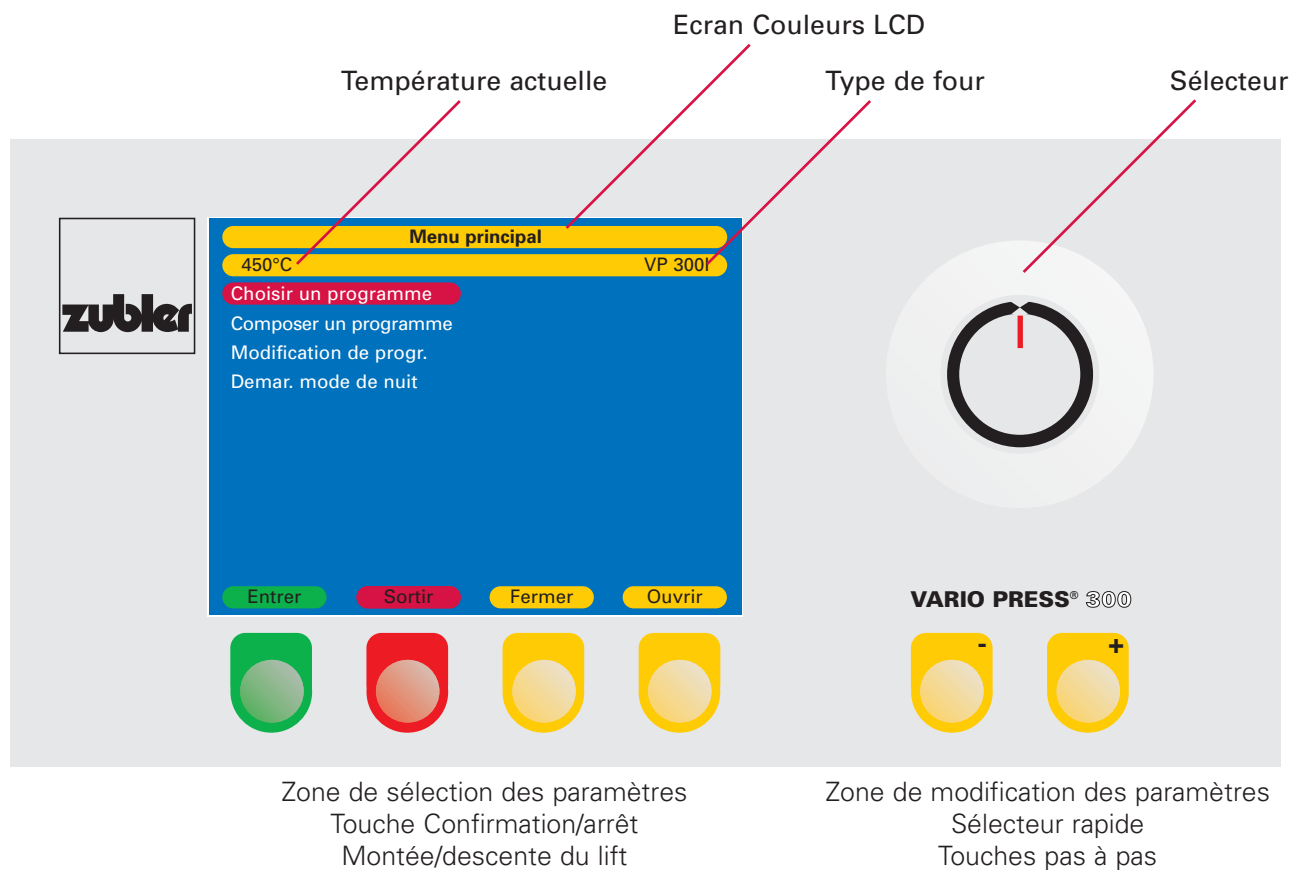 Ecran Couleurs LCD
Température actuelle
Type de four
Sélecteur
zubler
Menu principal
450°C
VP 300I
Choisir un programme
Composer un programme
Modification de progr.
Demar. mode de nuit
Entrer
Sortir
Fermer
Ouvrir
VARIO PRESS® 300
-
+
Zone de sélection des paramètres
Touche Confirmation/arrêt
Montée/descente du lift
Zone de modification des paramètres
Sélecteur rapide
Touches pas à pas